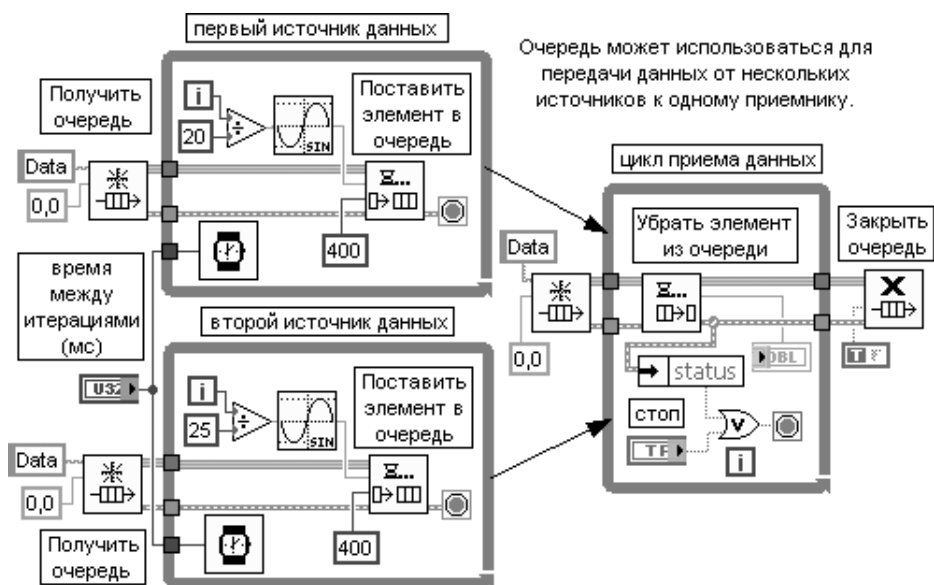 первый источник данных
Очередь может использоваться для
передачи данных от нескольких
источников к одному приемнику.
Получить
очередь
i
20
SIN
Поставить
элемент в
очередь
Data
0,0
400
цикл приема данных
Убрать элемент
из очереди
Закрыть
очередь
Data
0,0
DBL
status
T
стоп
TF
V
i
время
между
итерациями
(мс)
U32
второй источник данных
i
25
SIN
Поставить
элемент в
очередь
Data
0,0
400
Получить
очередь